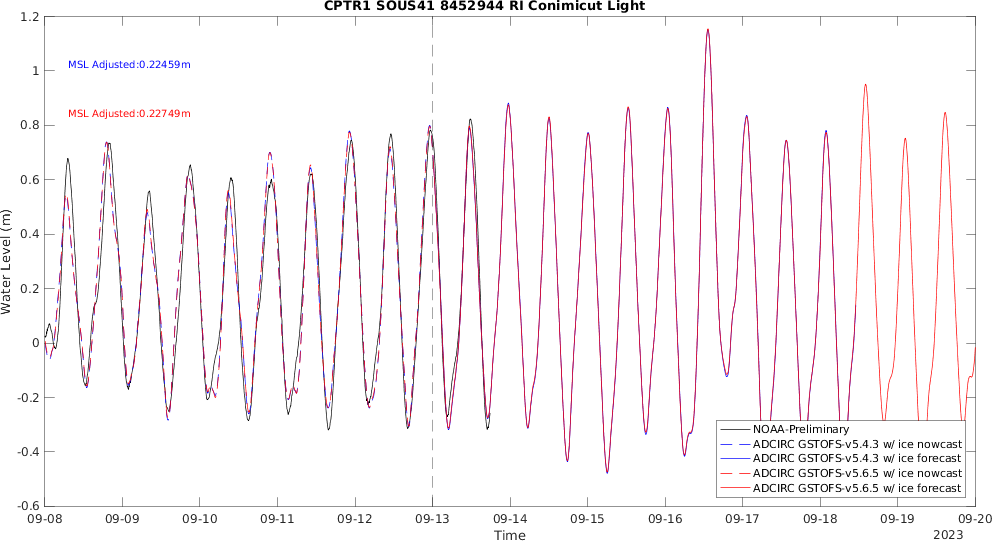 CPTR1 SOUS41 8452944 RI Conimicut Light
MSL Adjusted:0.22459m
MSL Adjusted:0.22749m
Water Level (m)
1.2
1
0.8
0.6
0.4
0.2
0
-0.2
-0.4
-0.6
NOAA-Preliminary
ADCIRC GSTOFS-v5.4.3 w/ ice nowcast
ADCIRC GSTOFS-v5.4.3 w/ ice forecast
ADCIRC GSTOFS-v5.6.5 w/ ice nowcast
ADCIRC GSTOFS-v5.6.5 w/ ice forecast
09-08 09-09 09-10 09-11 09-12 09-13 09-14 09-15 09-16 09-17 09-18 09-19 09-20
Time
2023